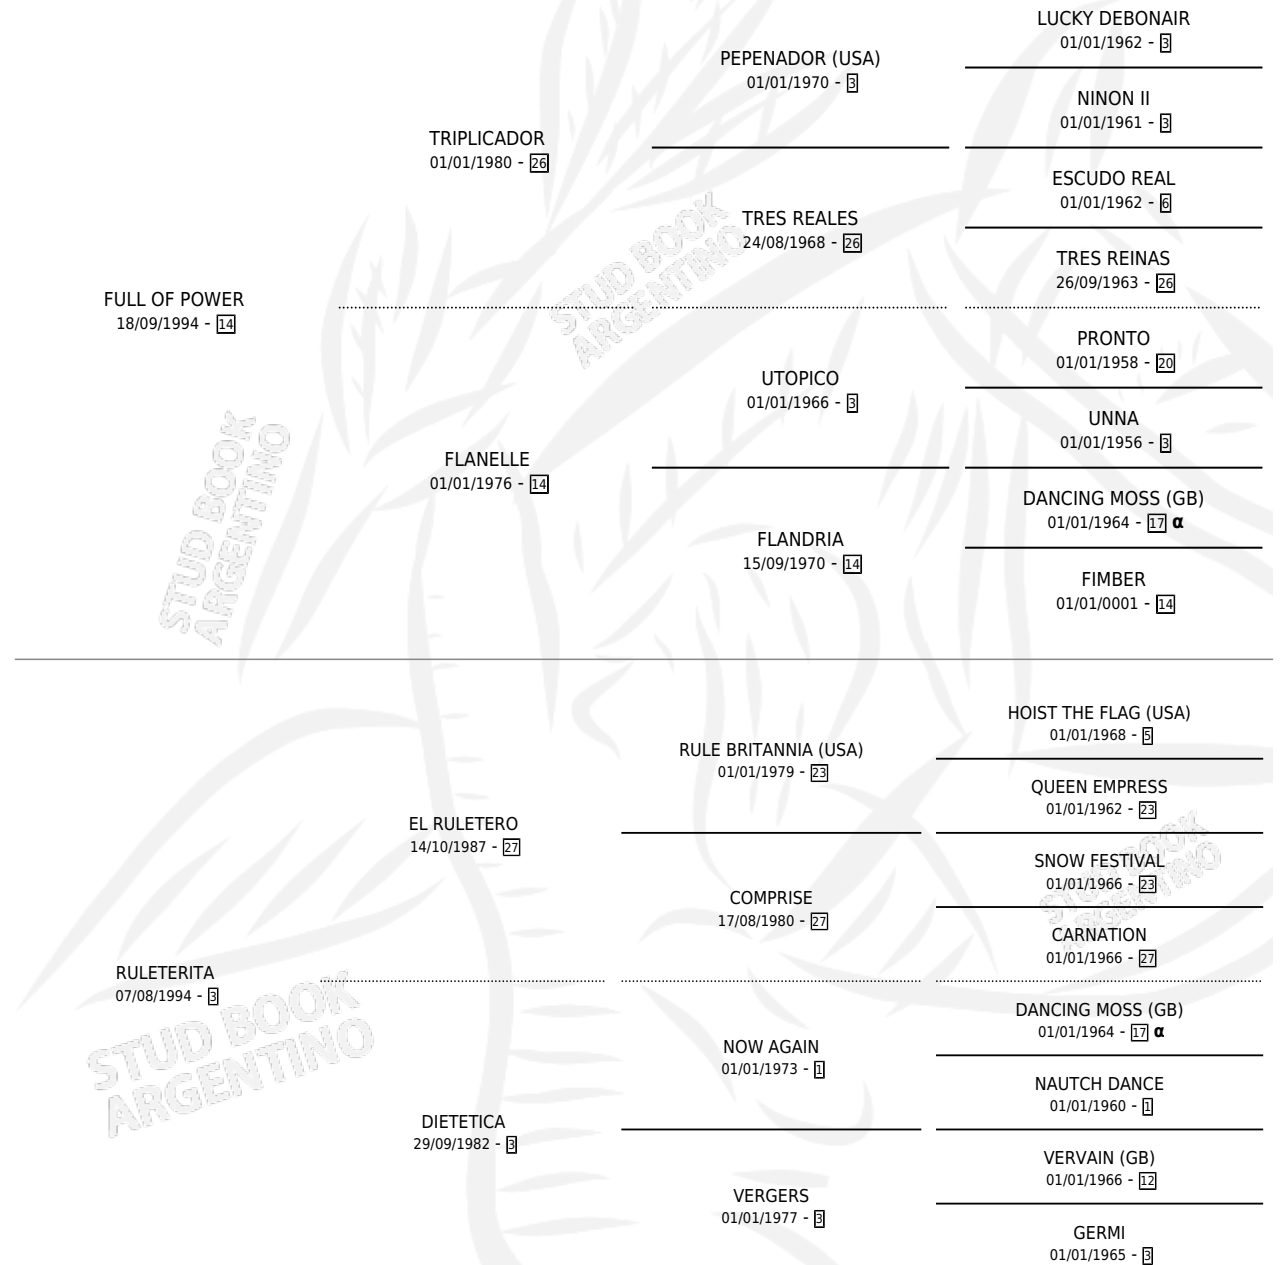 LUCKY DEBONAIR
01/01/1962 - 3
PEPENADOR (USA)
01/01/1970 - 3
NINON II
01/01/1961 - 3
TRIPLICADOR
01/01/1980 - 26
ESCUDO REAL
01/01/1962 - 6
TRES REALES
24/08/1968 - 26
TRES REINAS
26/09/1963 - 26
FULL OF POWER
18/09/1994 - 14
PRONTO
01/01/1958 - 20
UTOPICO
01/01/1966 - 3
UNNA
01/01/1956 - 3
FLANELLE
01/01/1976 - 14
DANCING MOSS (GB)
01/01/1964 - 17 α
FLANDRIA
15/09/1970 - 14
FIMBER
01/01/0001 - 14
HOIST THE FLAG (USA)
01/01/1968 - 5
RULE BRITANNIA (USA)
01/01/1979 - 23
QUEEN EMPRESS
01/01/1962 - 23
EL RULETERO
14/10/1987 - 27
SNOW FESTIVAL
01/01/1966 - 23
COMPRISE
17/08/1980 - 27
CARNATION
01/01/1966 - 27
RULETERITA
07/08/1994 - 3
DANCING MOSS (GB)
01/01/1964 - 17 α
NOW AGAIN
01/01/1973 - 1
NAUTCH DANCE
01/01/1960 - 1
DIETETICA
29/09/1982 - 3
VERVAIN (GB)
01/01/1966 - 12
VERGERS
01/01/1977 - 3
GERMI
01/01/1965 - 3
STUD BOOK
ARGENTINO
STUD BOOK
ARGENTINO
STUD BOOK
ARGENTINO
STUD BOOK
ARGENTINO